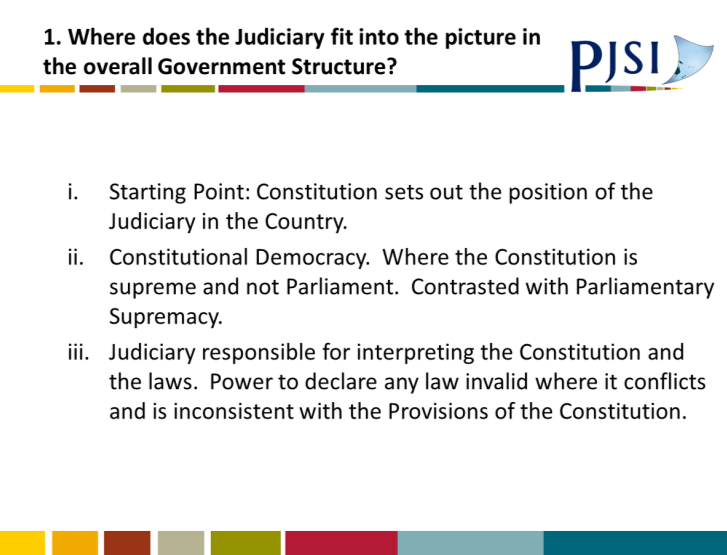 1. Where does the Judiciary fit into the picture in
the overall Government Structure?
PJSI
i. Starting Point: Constitution sets out the position of the
Judiciary in the Country.
ii. Constitutional Democracy.  Where the Constitution is
supreme and not Parliament.  Contrasted with Parliamentary
Supremacy.
iii. Judiciary responsible for interpreting the Constitution and
the laws.  Power to declare any law invalid where it conflicts
and is inconsistent with the Provisions of the Constitution.